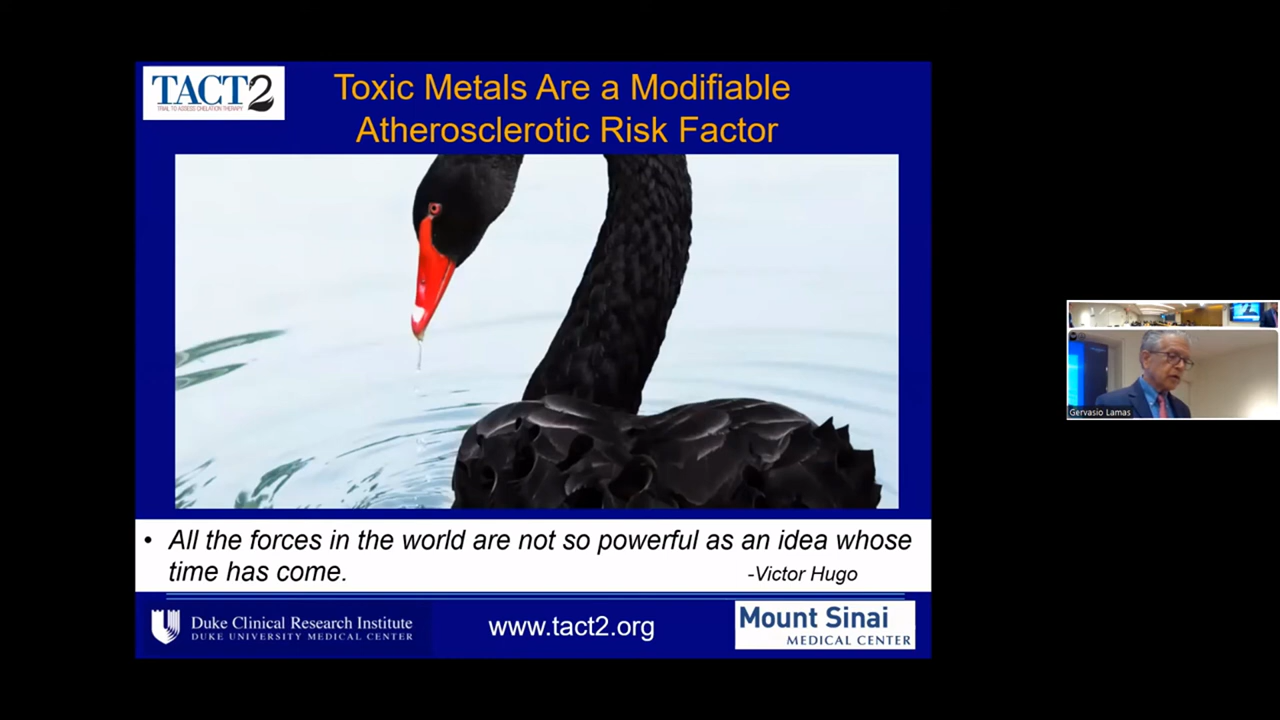 TACT2
TRIAL TO ASSESS CHELATION THERAPY
Toxic Metals Are a Modifiable
Atherosclerotic Risk Factor
• All the forces in the world are not so powerful as an idea whose
time has come. -Victor Hugo
Duke Clinical Research Institute
DUKE UNIVERSITY MEDICAL CENTER
www.tact2.org
Mount Sinai
MEDICAL CENTER
Gervasio Lamas